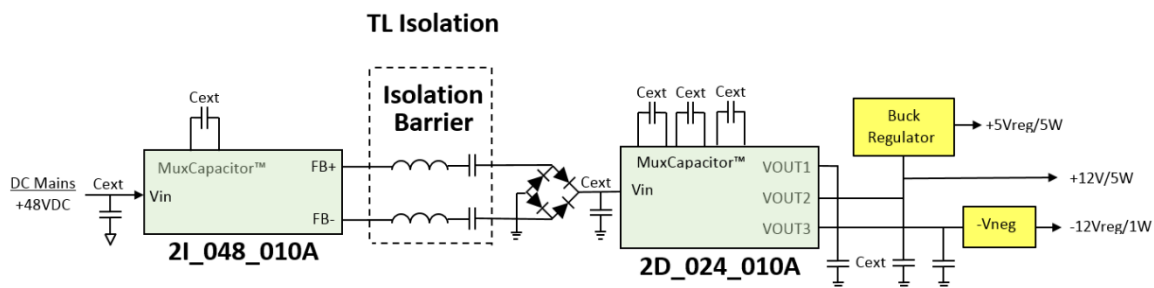 TL Isolation
Isolation
Barrier
Cext
Cext
Cext
Cext
Buck
Regulator
+5Vreg/5W
MuxCapacitor™
FB+
MuxCapacitor™
VOUT1
DC Mains
+48VDC
Cext
Vin
Cext
Vin
VOUT2
+12V/5W
FB-
VOUT3
-Vneg
-12Vreg/1W
2I_048_010A
2D_024_010A
Cext